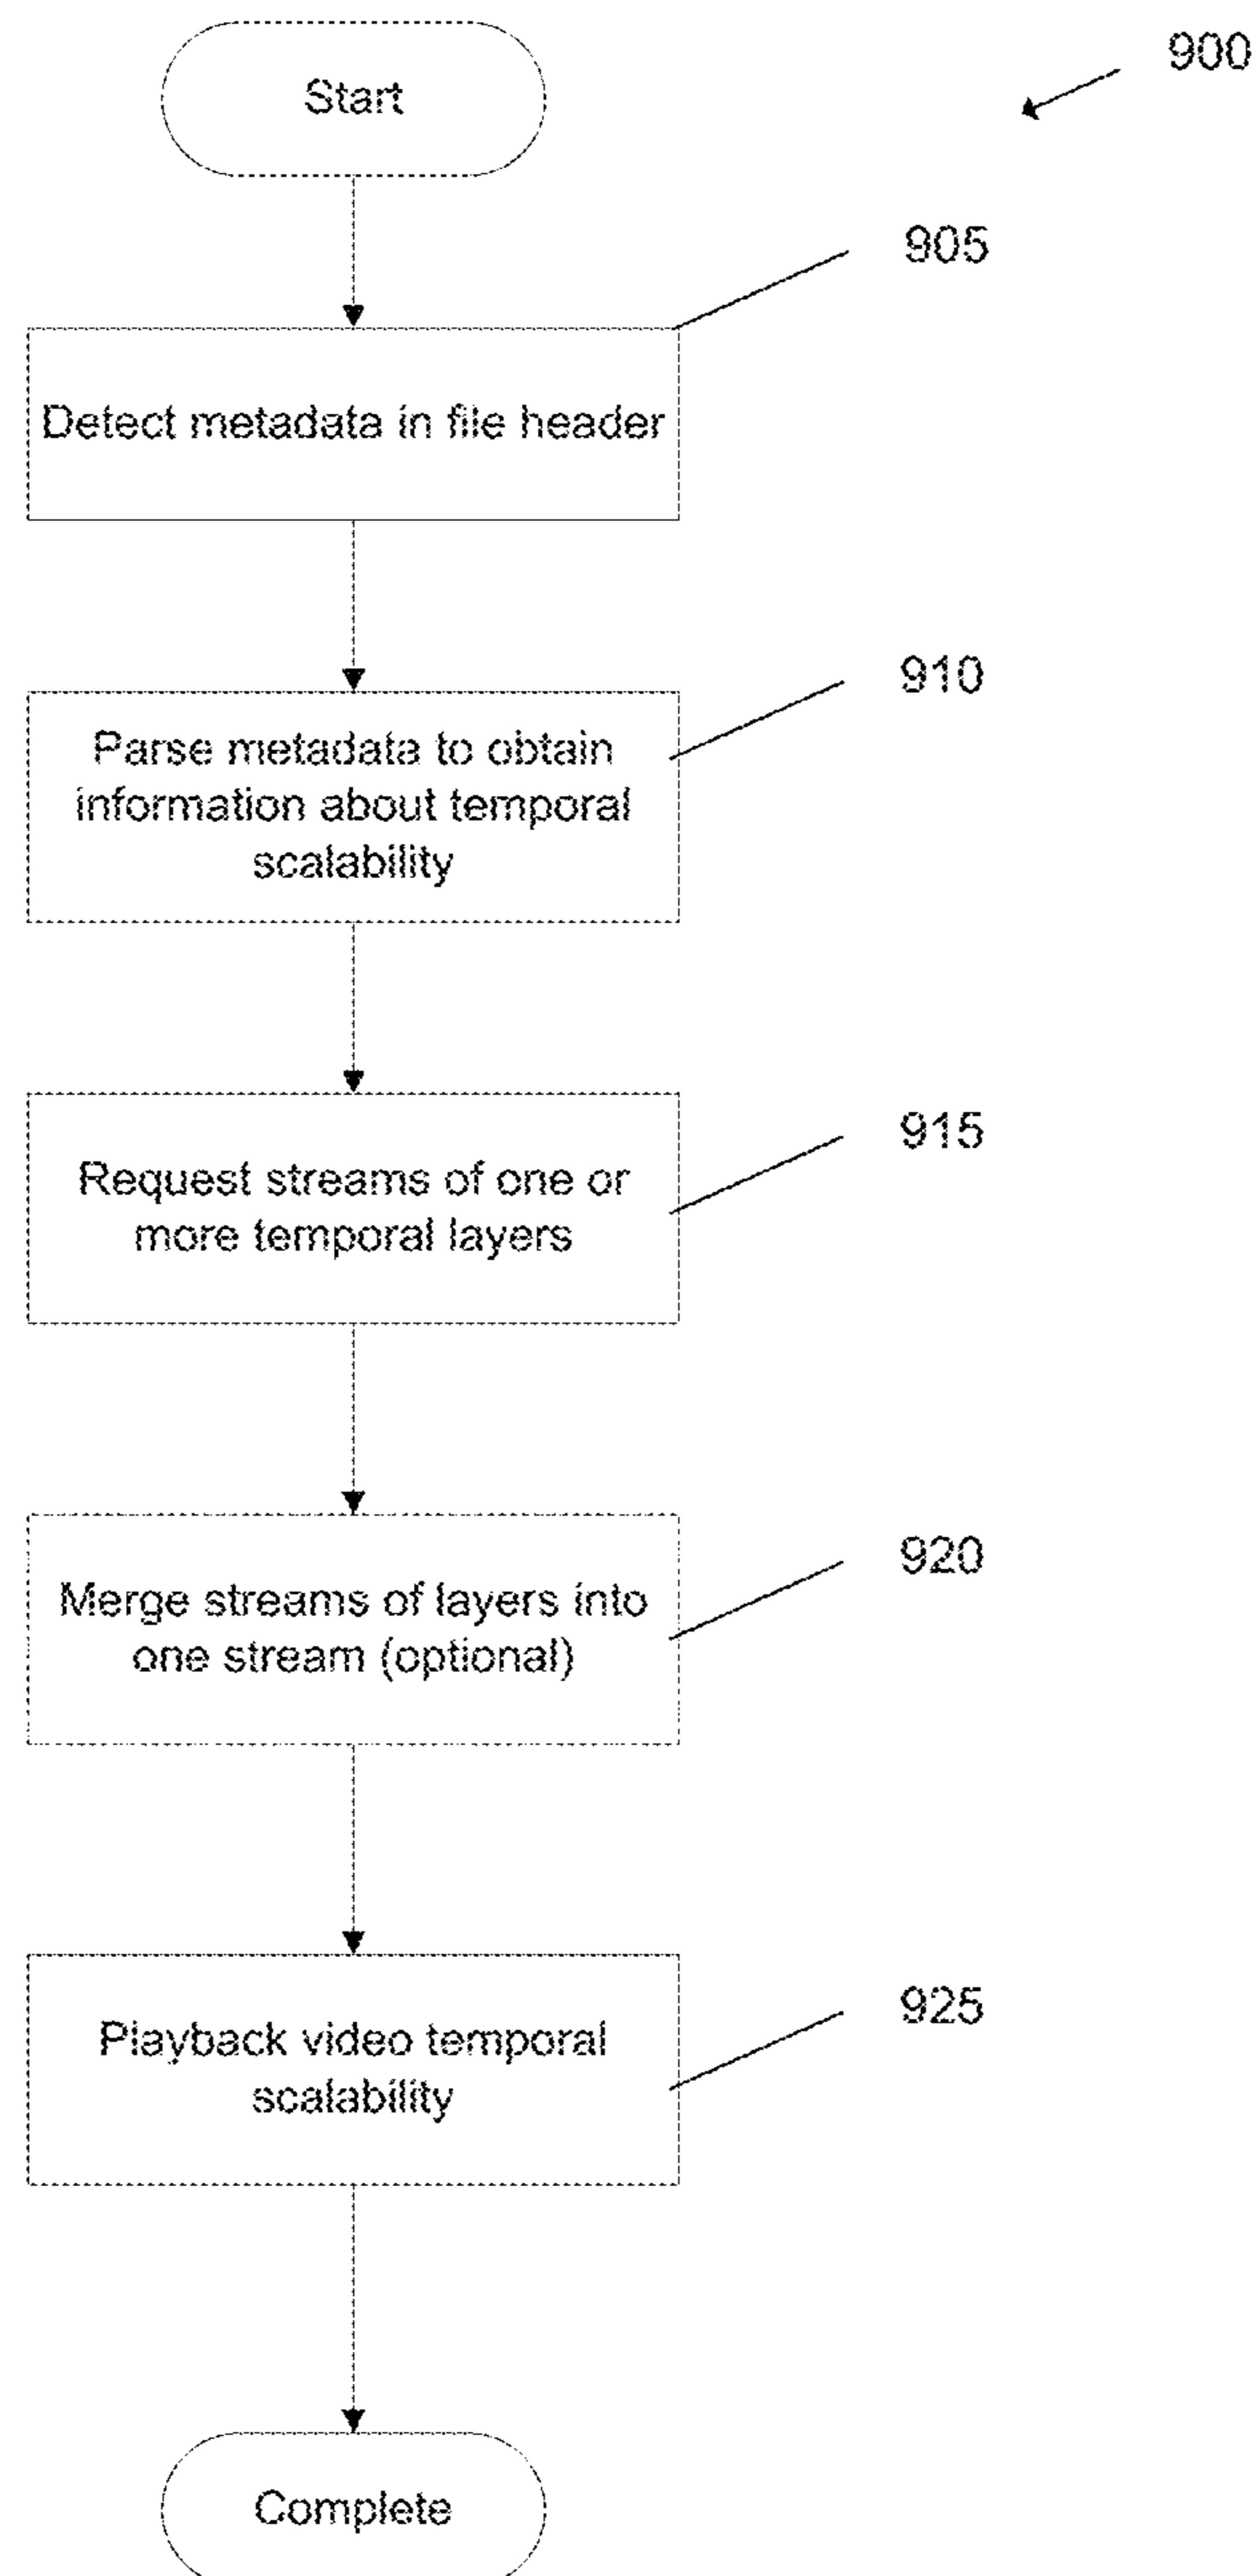 Start
900
905
Detect metadata in file header
910
Parse metadata to obtain
information about temporal
scalability
915
Request streams of one or
more temporal layers
920
Merge streams of layers into
one stream (optional)
925
Playback video temporal
scalability
Complete